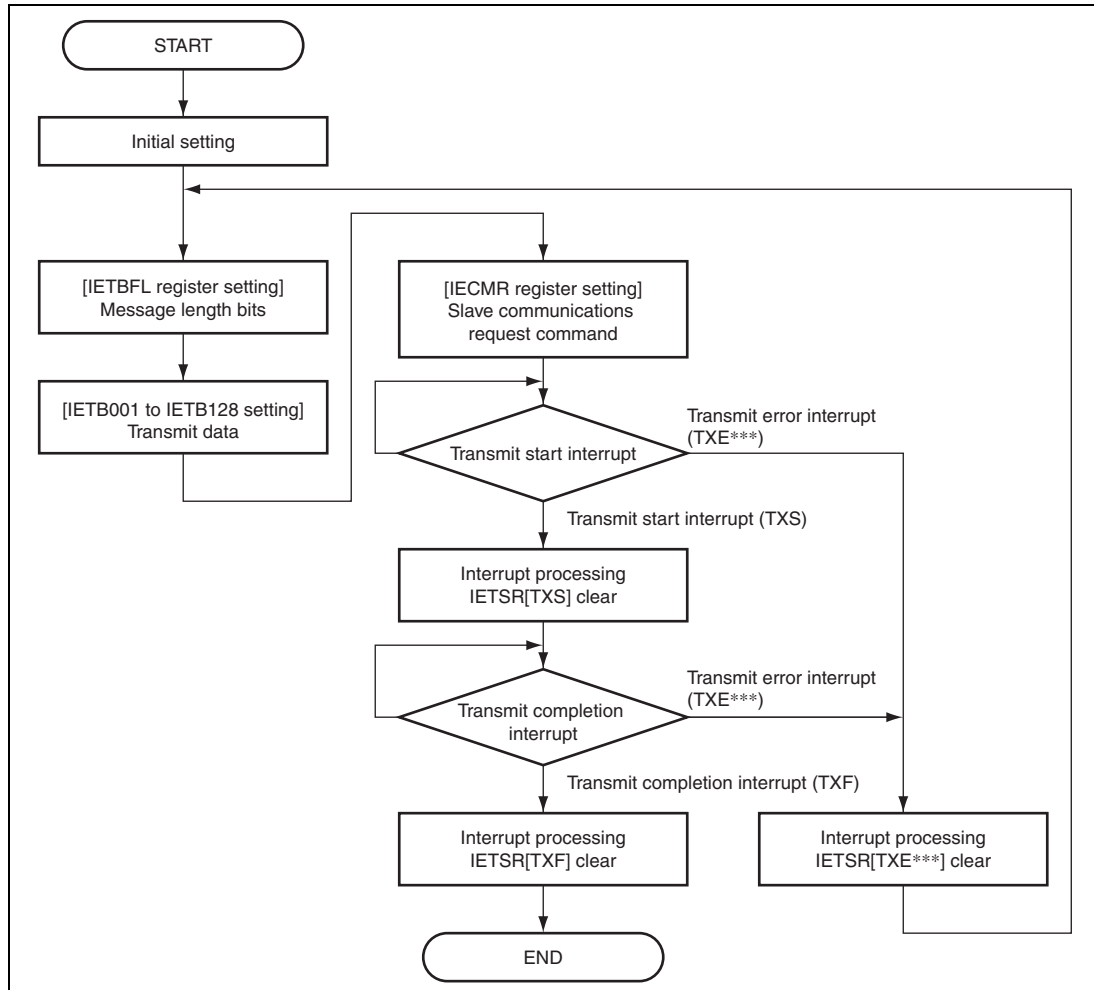 START
Initial setting
[IETBFL register setting]
Message length bits
[IETB001 to IETB128 setting]
Transmit data
[IECMR register setting]
Slave communications
request command
Transmit start interrupt
Transmit error interrupt
(TXE***)
Transmit start interrupt (TXS)
Interrupt processing
IETSR[TXS] clear
Transmit completion
interrupt
Transmit error interrupt
(TXE***)
Transmit completion interrupt (TXF)
Interrupt processing
IETSR[TXF] clear
Interrupt processing
IETSR[TXE***] clear
END